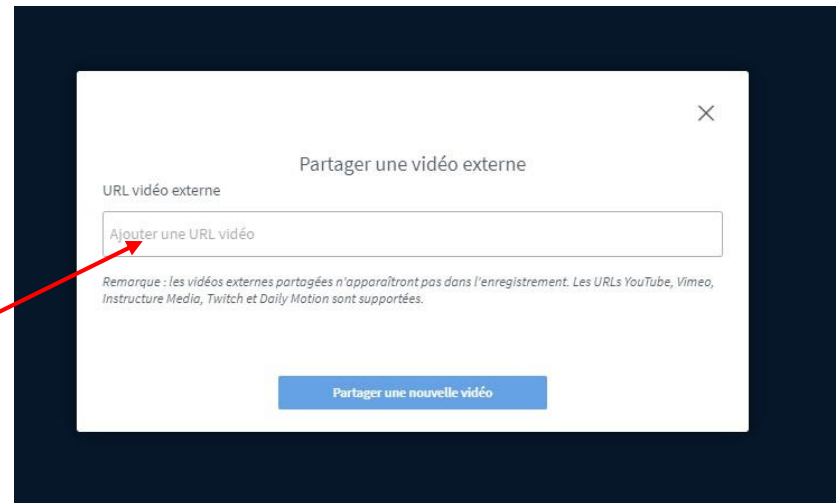 Partager une vidéo externe
URL vidéo externe
Ajouter une URL vidéo
Remarque : les vidéos externes partagées n'apparaîtront pas dans l'enregistrement. Les URLs YouTube, Vimeo,
Instructure Media, Twitch et Daily Motion sont supportées.
Partager une nouvelle vidéo